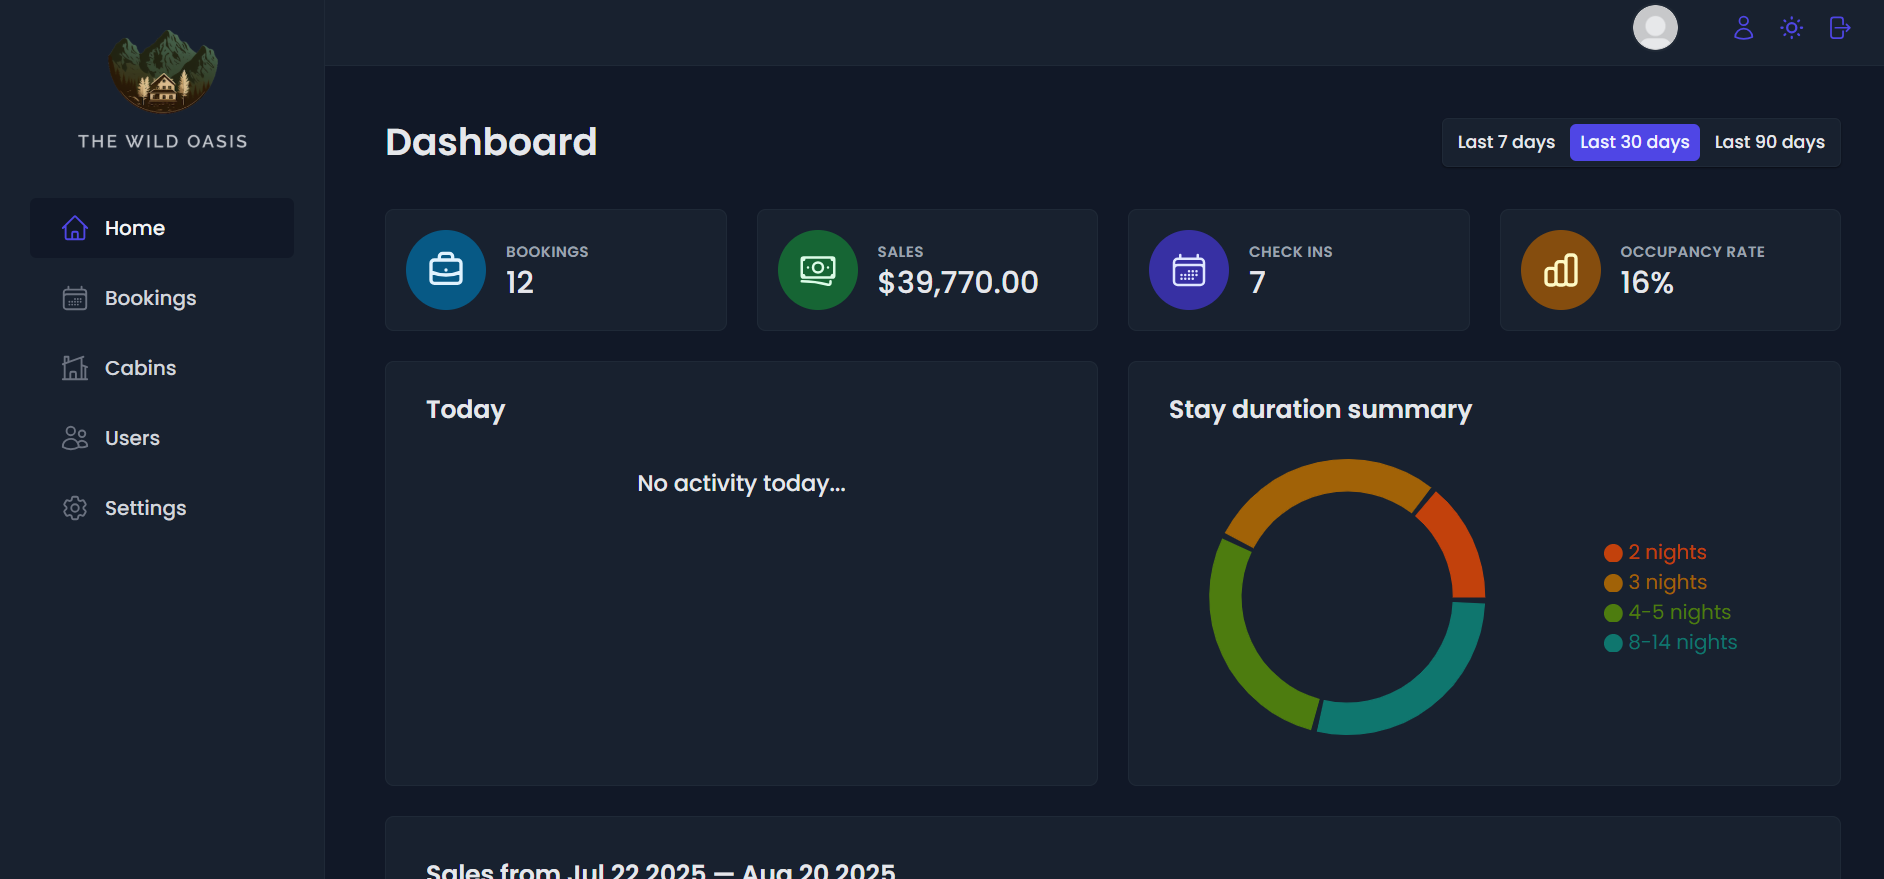 THE WILD OASIS
Home
Bookings
Cabins
Users
Settings
Dashboard
Last 7 days
Last 30 days
Last 90 days
BOOKINGS
12
SALES
$39,770.00
CHECK INS
7
OCCUPANCY RATE
16%
Today
No activity today...
Stay duration summary
2 nights
3 nights
4-5 nights
8-14 nights
Sales from Jul 22 2025 — Aug 20 2025